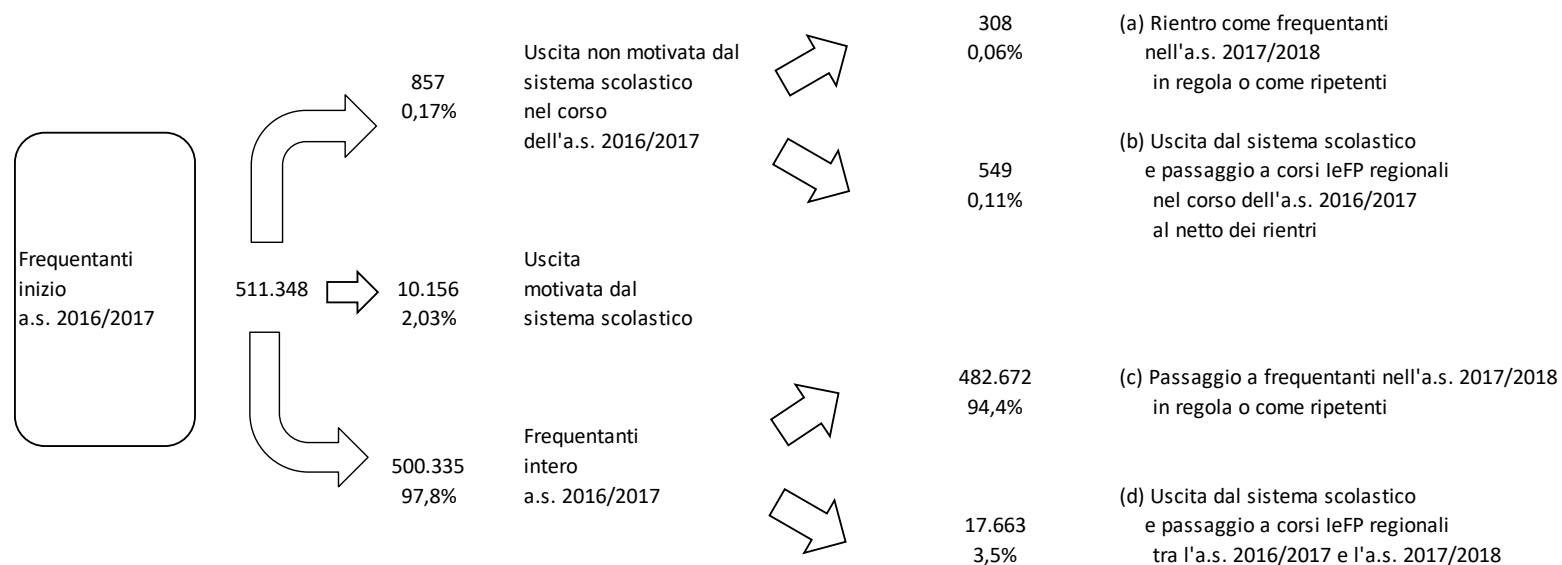 Frequentanti
inizio
a.s. 2016/2017
511.348
857
0,17%
Uscita non motivata dal
sistema scolastico
nel corso
dell'a.s. 2016/2017
308
0,06%
(a) Rientro come frequentanti
nell'a.s. 2017/2018
in regola o come ripetenti
549
0,11%
(b) Uscita dal sistema scolastico
e passaggio a corsi IeFP regionali
nel corso dell'a.s. 2016/2017
al netto dei rientri
10.156
2,03%
Uscita
motivata dal
sistema scolastico
500.335
97,8%
Frequentanti
intero
a.s. 2016/2017
482.672
94,4%
(c) Passaggio a frequentanti nell'a.s. 2017/2018
in regola o come ripetenti
17.663
3,5%
(d) Uscita dal sistema scolastico
e passaggio a corsi IeFP regionali
tra l'a.s. 2016/2017 e l'a.s. 2017/2018